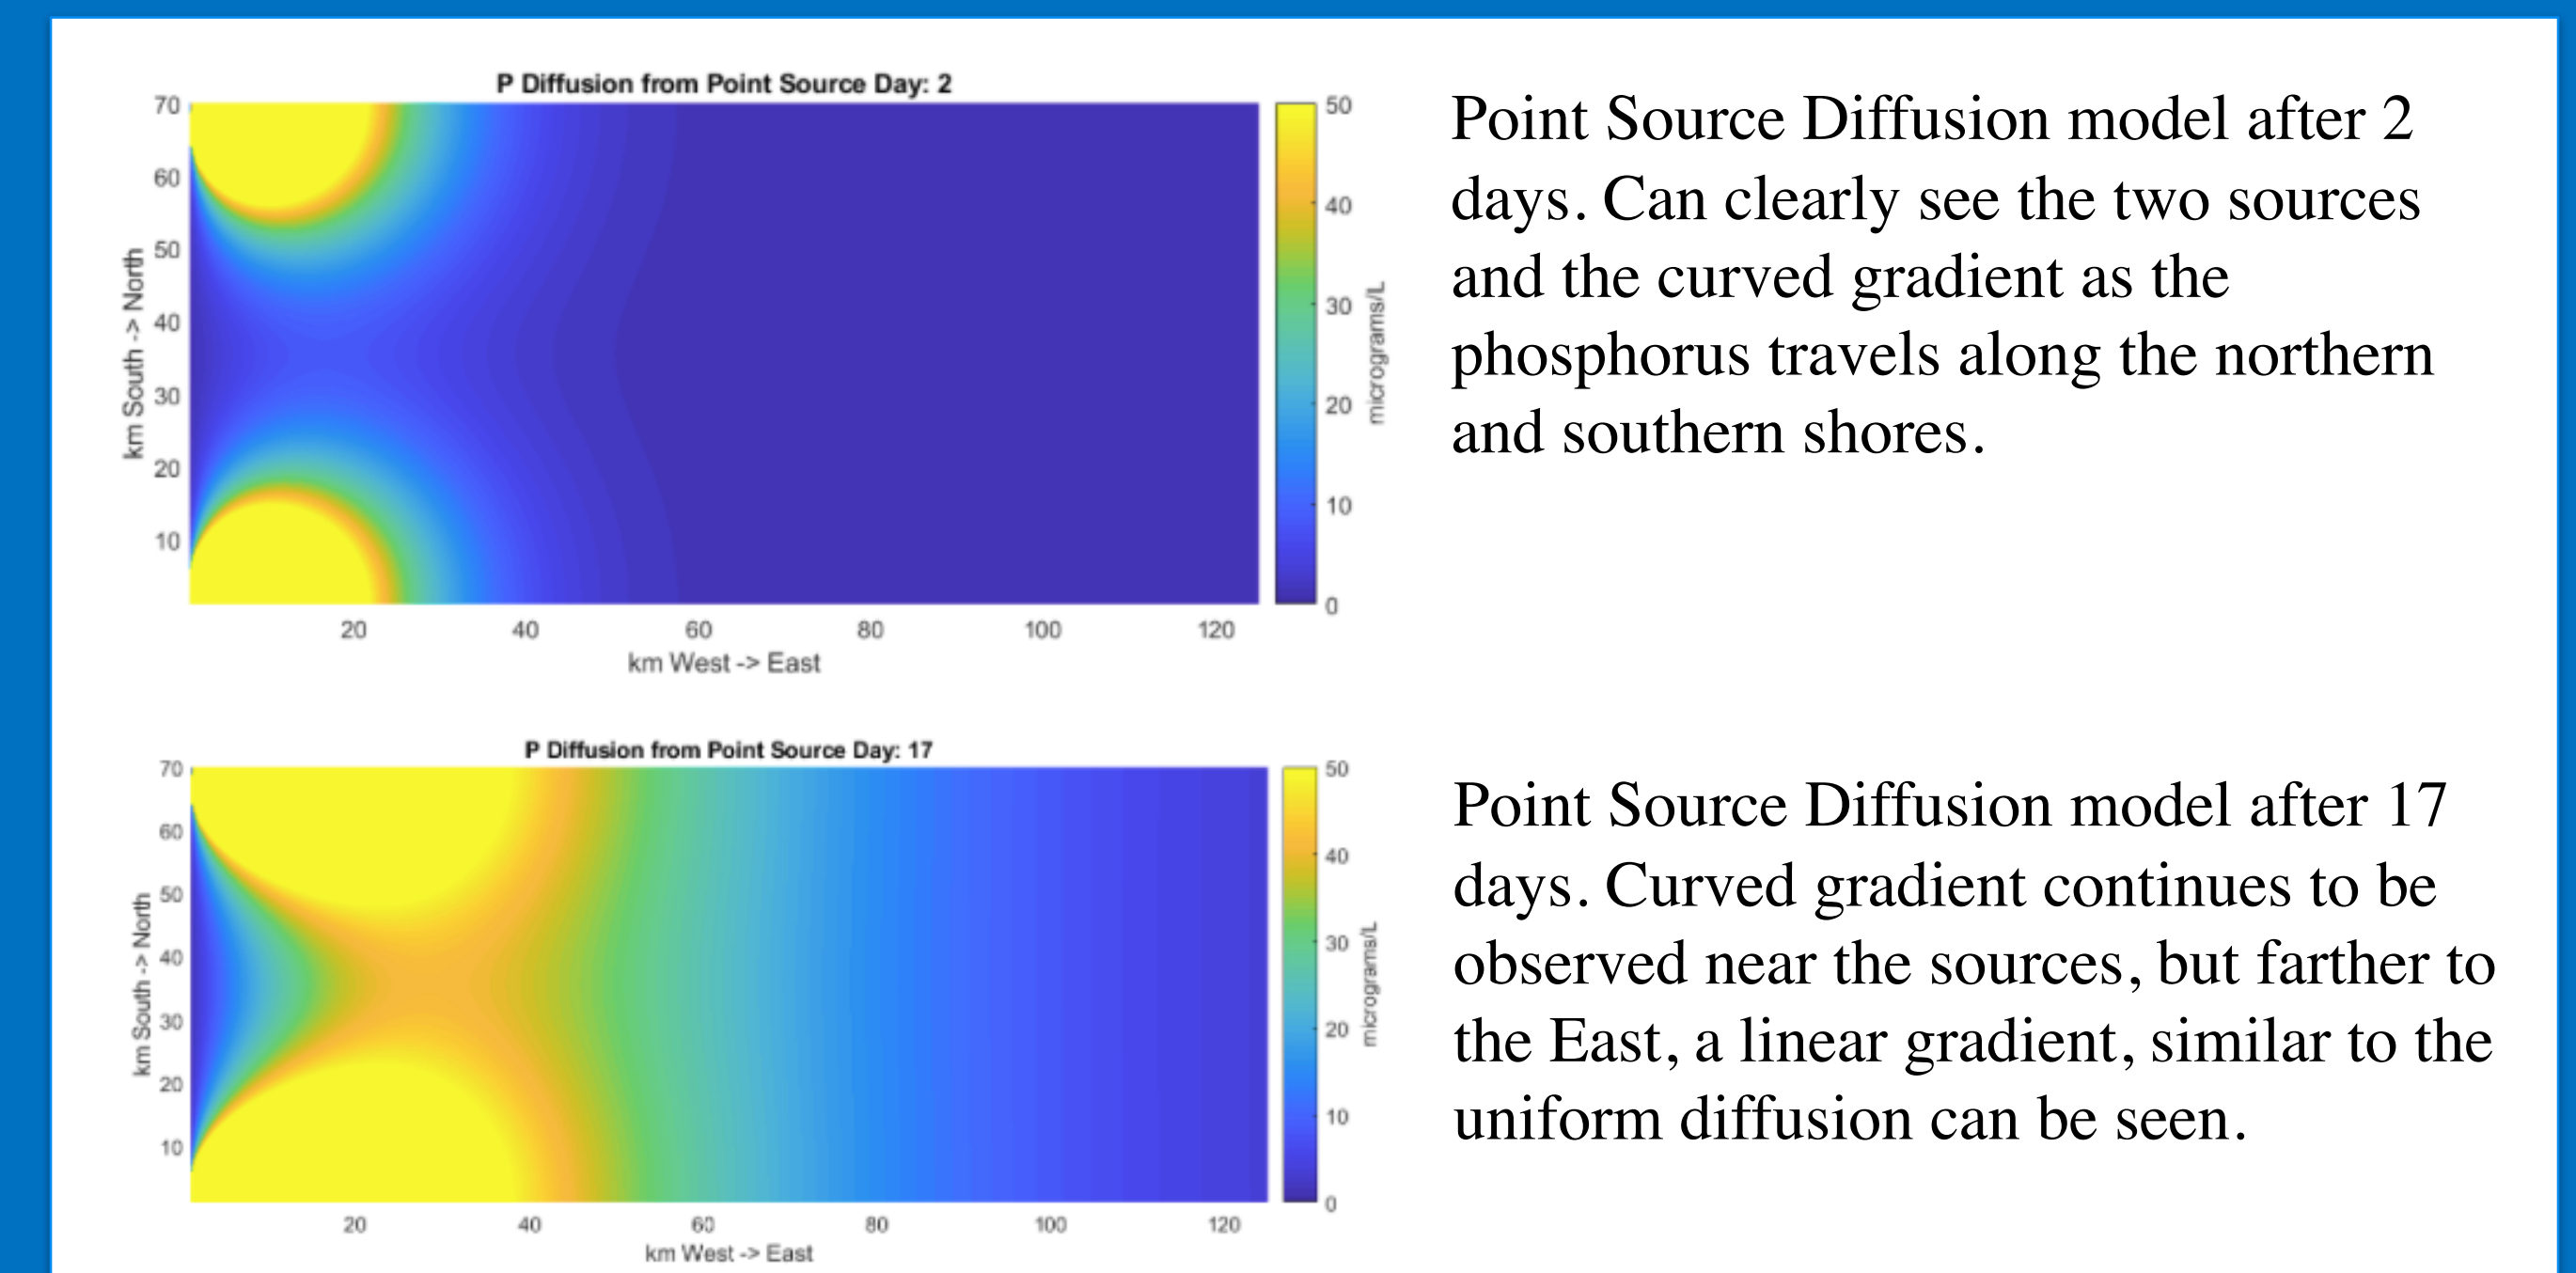 P Diffusion from Point Source Day: 2
70
60
50
40
30
20
10
km South -> North
20 40 60 80 100 120
km West -> East
50
40
30
20
10
0
micrograms/L
Point Source Diffusion model after 2
days. Can clearly see the two sources
and the curved gradient as the
phosphorus travels along the northern
and southern shores.
P Diffusion from Point Source Day: 17
70
60
50
40
30
20
10
km South -> North
20 40 60 80 100 120
km West -> East
50
40
30
20
10
0
micrograms/L
Point Source Diffusion model after 17
days. Curved gradient continues to be
observed near the sources, but farther to
the East, a linear gradient, similar to the
uniform diffusion can be seen.